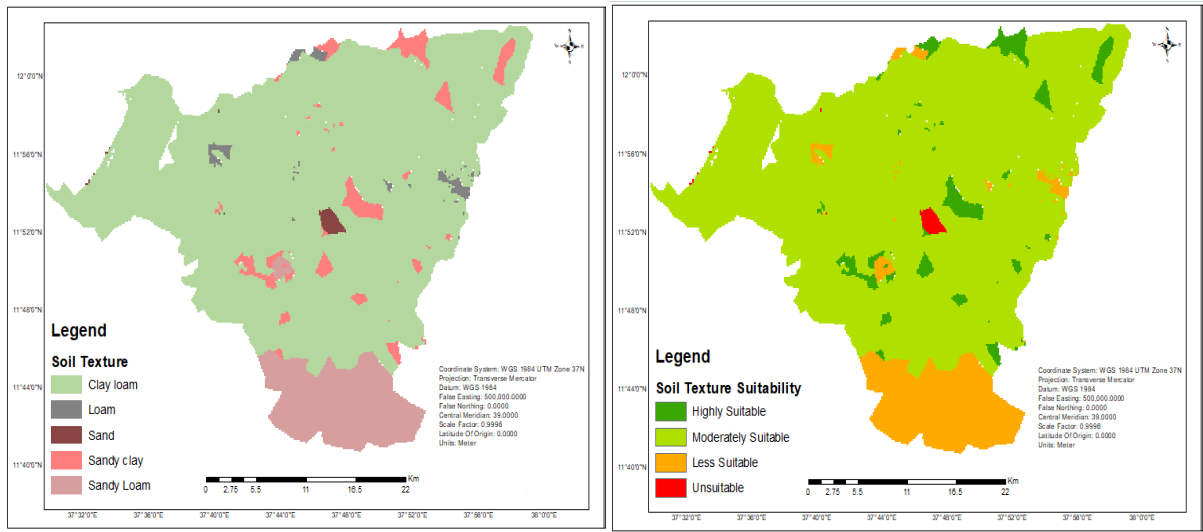 12°0'0"N
11°56'0"N
11°52'0"N
11°48'0"N
11°44'0"N
11°40'0"N
Legend
Soil Texture
Clay loam
Loam
Sand
Sandy clay
Sandy Loam
Coordinate System: WGS 1984 UTM Zone 37N
Projection: Transverse Mercator
Datum: WGS 1984
False Easting: 500,000.0000
False Northing: 0.0000
Central Meridian: 39.0000
Scale Factor: 0.9996
Latitude Of Origin: 0.0000
Units: Meter
Km
0 2.75 5.5 11 16.5 22
37°32'0"E 37°36'0"E 37°40'0"E 37°44'0"E 37°48'0"E 37°52'0"E 37°56'0"E 38°0'0"E
12°0'0"N
11°56'0"N
11°52'0"N
11°48'0"N
11°44'0"N
11°40'0"N
Legend
Soil Texture Suitability
Highly Suitable
Moderately Suitable
Less Suitable
Unsuitable
Coordinate System: WGS 1984 UTM Zone 37N
Projection: Transverse Mercator
Datum: WGS 1984
False Easting: 500,000.0000
False Northing: 0.0000
Central Meridian: 39.0000
Scale Factor: 0.9996
Latitude Of Origin: 0.0000
Units: Meter
Km
0 2.75 5.5 11 16.5 22
37°32'0"E 37°36'0"E 37°40'0"E 37°44'0"E 37°48'0"E 37°52'0"E 37°56'0"E 38°0'0"E